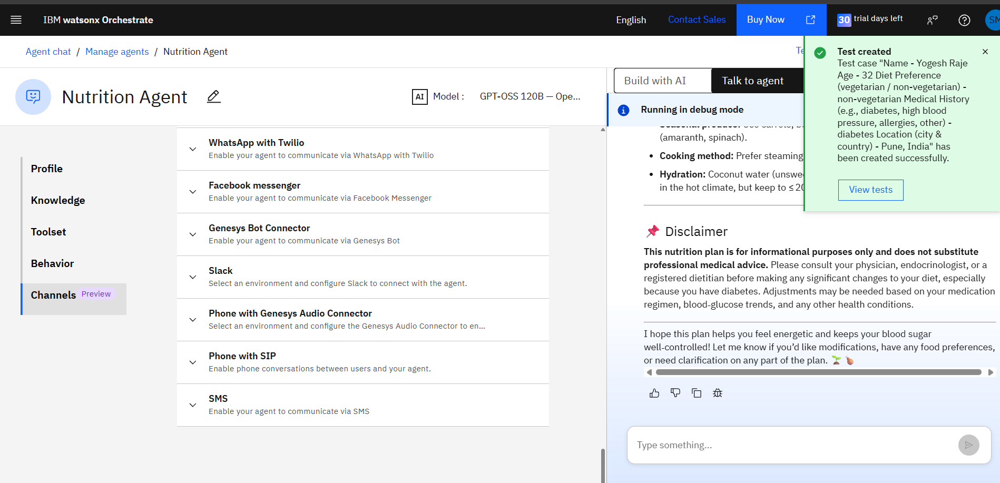 IBM watsonx Orchestrate
English
Contact Sales
Buy Now
30 trial days left
SM
Agent chat / Manage agents / Nutrition Agent
Te
Nutrition Agent
AI Model : GPT-OSS 120B — Ope...
Profile
Knowledge
Toolset
Behavior
Channels Preview
WhatsApp with Twilio
Enable your agent to communicate via WhatsApp with Twilio
Facebook messenger
Enable your agent to communicate via Facebook Messenger
Genesys Bot Connector
Enable your agent to communicate via Genesys Bot
Slack
Select an environment and configure Slack to connect with the agent.
Phone with Genesys Audio Connector
Select an environment and configure the Genesys Audio Connector to en...
Phone with SIP
Enable phone conversations between users and your agent.
SMS
Enable your agent to communicate via SMS
Build with AI
Talk to agent
Running in debug mode
Seasonal produce: Use carrots,
(amaranth, spinach).
• Cooking method: Prefer steaming
• Hydration: Coconut water (unswe
in the hot climate, but keep to ≤ 20
📌 Disclaimer
This nutrition plan is for informational purposes only and does not substitute
professional medical advice. Please consult your physician, endocrinologist, or a
registered dietitian before making any significant changes to your diet, especially
because you have diabetes. Adjustments may be needed based on your medication
regimen, blood‑glucose trends, and any other health conditions.
I hope this plan helps you feel energetic and keeps your blood sugar
well‑controlled! Let me know if you’d like modifications, have any food preferences,
or need clarification on any part of the plan. 🌱 🍗
Type something...
Test created
Test case "Name - Yogesh Raje
Age - 32 Diet Preference
(vegetarian / non-vegetarian) -
non-vegetarian Medical History
(e.g., diabetes, high blood
pressure, allergies, other) -
diabetes Location (city &
country) - Pune, India" has
been created successfully.
View tests